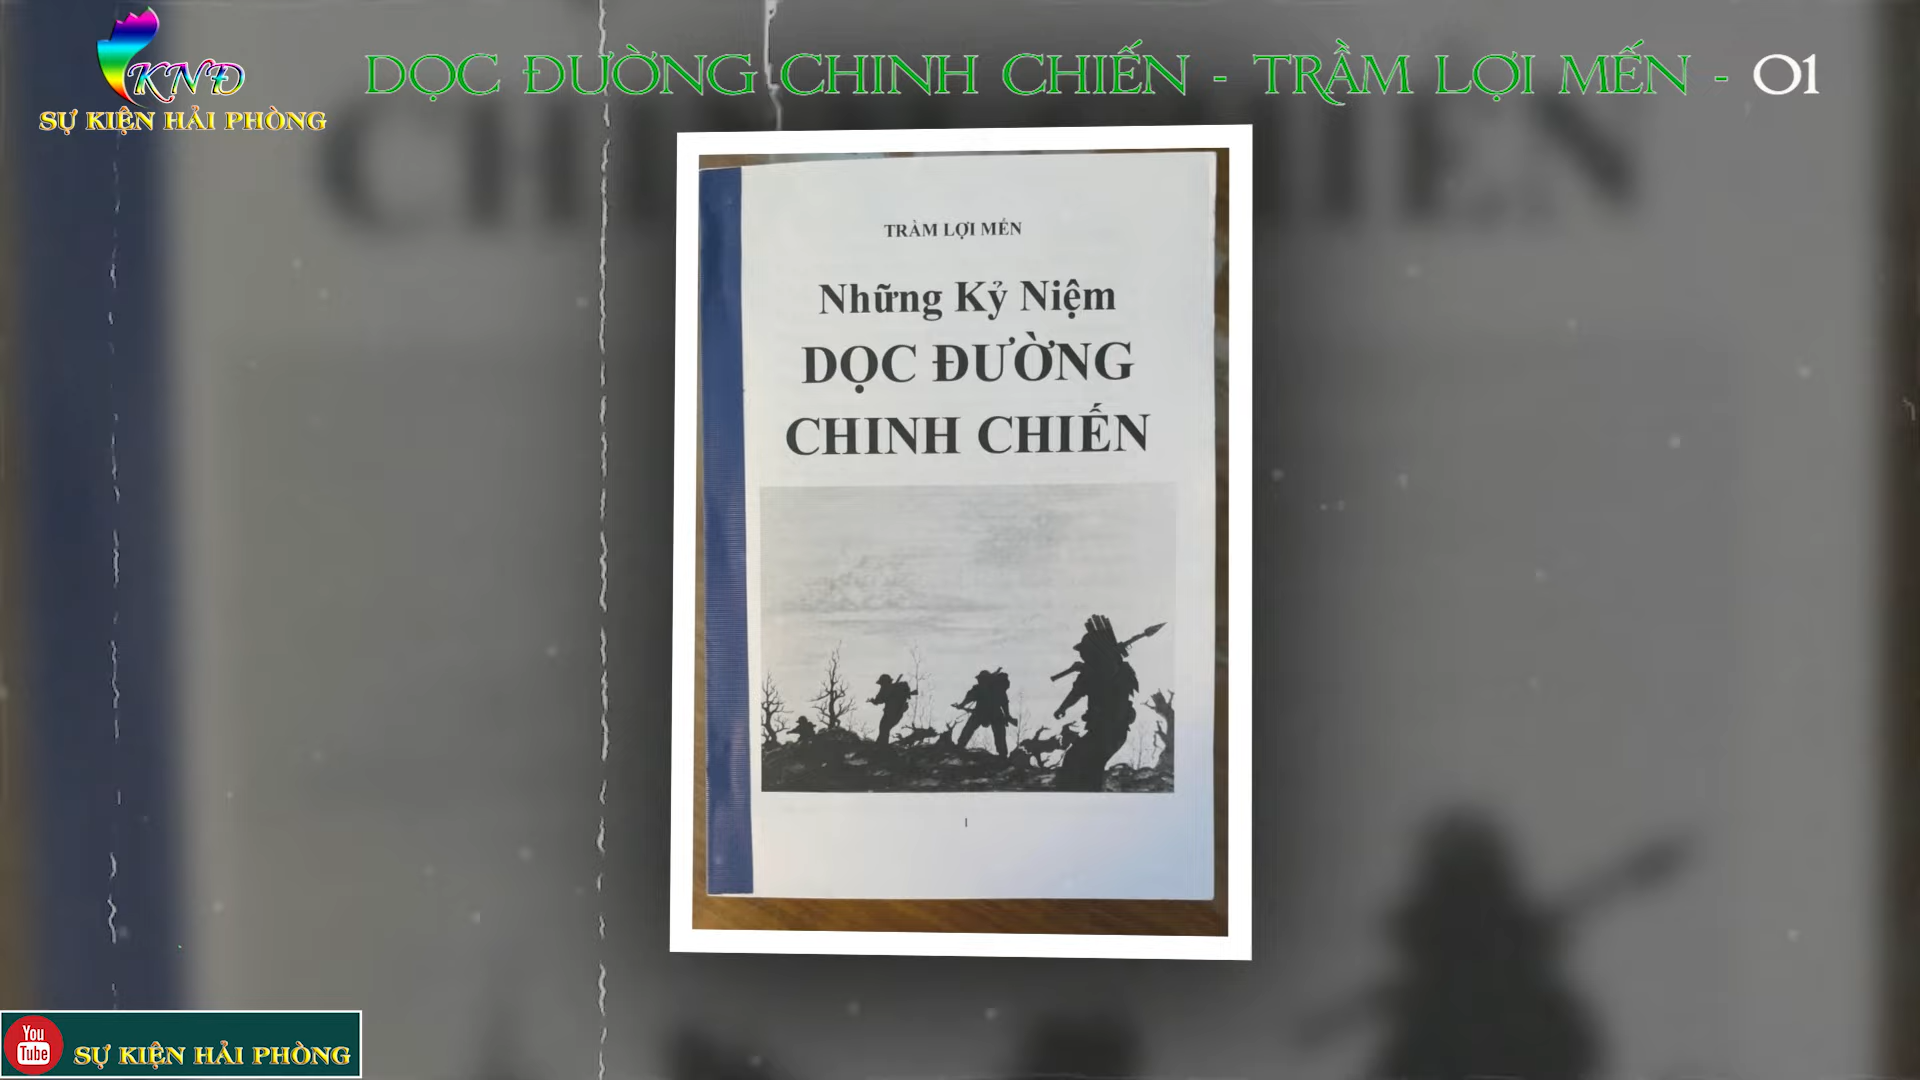 KNĐ
SỰ KIỆN HẢI PHÒNG
DỌC ĐƯỜNG CHINH CHIẾN - TRẦM LỢI MẾN - 01
TRẦM LỢI MẾN
Những Kỷ Niệm
DỌC ĐƯỜNG
CHINH CHIẾN
1
You
Tube
SỰ KIỆN HẢI PHÒNG